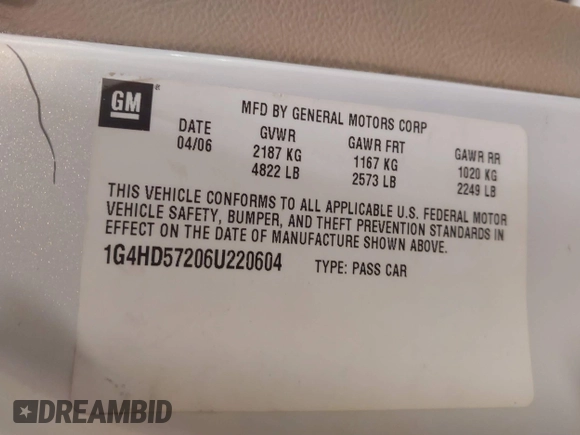 GM
MFD BY GENERAL MOTORS CORP
DATE GVWR GAWR FRT GAWR RR
04/06 2187 KG 1167 KG 1020 KG
4822 LB 2573 LB 2249 LB
THIS VEHICLE CONFORMS TO ALL APPLICABLE U.S. FEDERAL MOTOR
VEHICLE SAFETY, BUMPER, AND THEFT PREVENTION STANDARDS IN
EFFECT ON THE DATE OF MANUFACTURE SHOWN ABOVE.
1G4HD57206U220604 TYPE: PASS CAR
DREAMBID